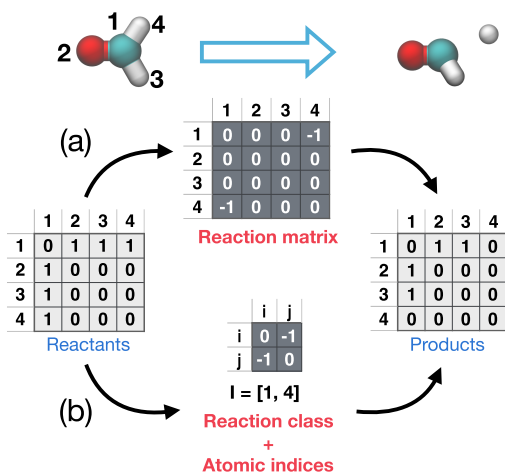 1
4
2
3
(a)
1 2 3 4
1 0 0 0 -1
2 0 0 0 0
3 0 0 0 0
4 -1 0 0 0
Reaction matrix
1 2 3 4
1 0 1 1 1
2 1 0 0 0
3 1 0 0 0
4 1 0 0 0
Reactants
1 2 3 4
1 0 1 1 0
2 1 0 0 0
3 1 0 0 0
4 0 0 0 0
Products
i j
i 0 -1
j -1 0
I = [1, 4]
(b)
Reaction class
+
Atomic indices